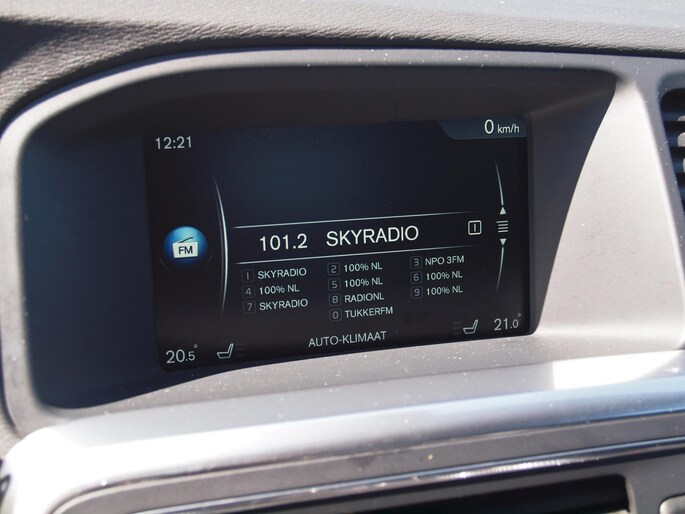 12:21
0 km/h
FM
101.2 SKYRADIO 1
1 SKYRADIO 2 100% NL 3 NPO 3FM
4 100% NL 5 100% NL 6 100% NL
7 SKYRADIO 8 RADIONL 9 100% NL
0 TUKKERFM
AUTO-KLIMAAT
20.5° 21.0°